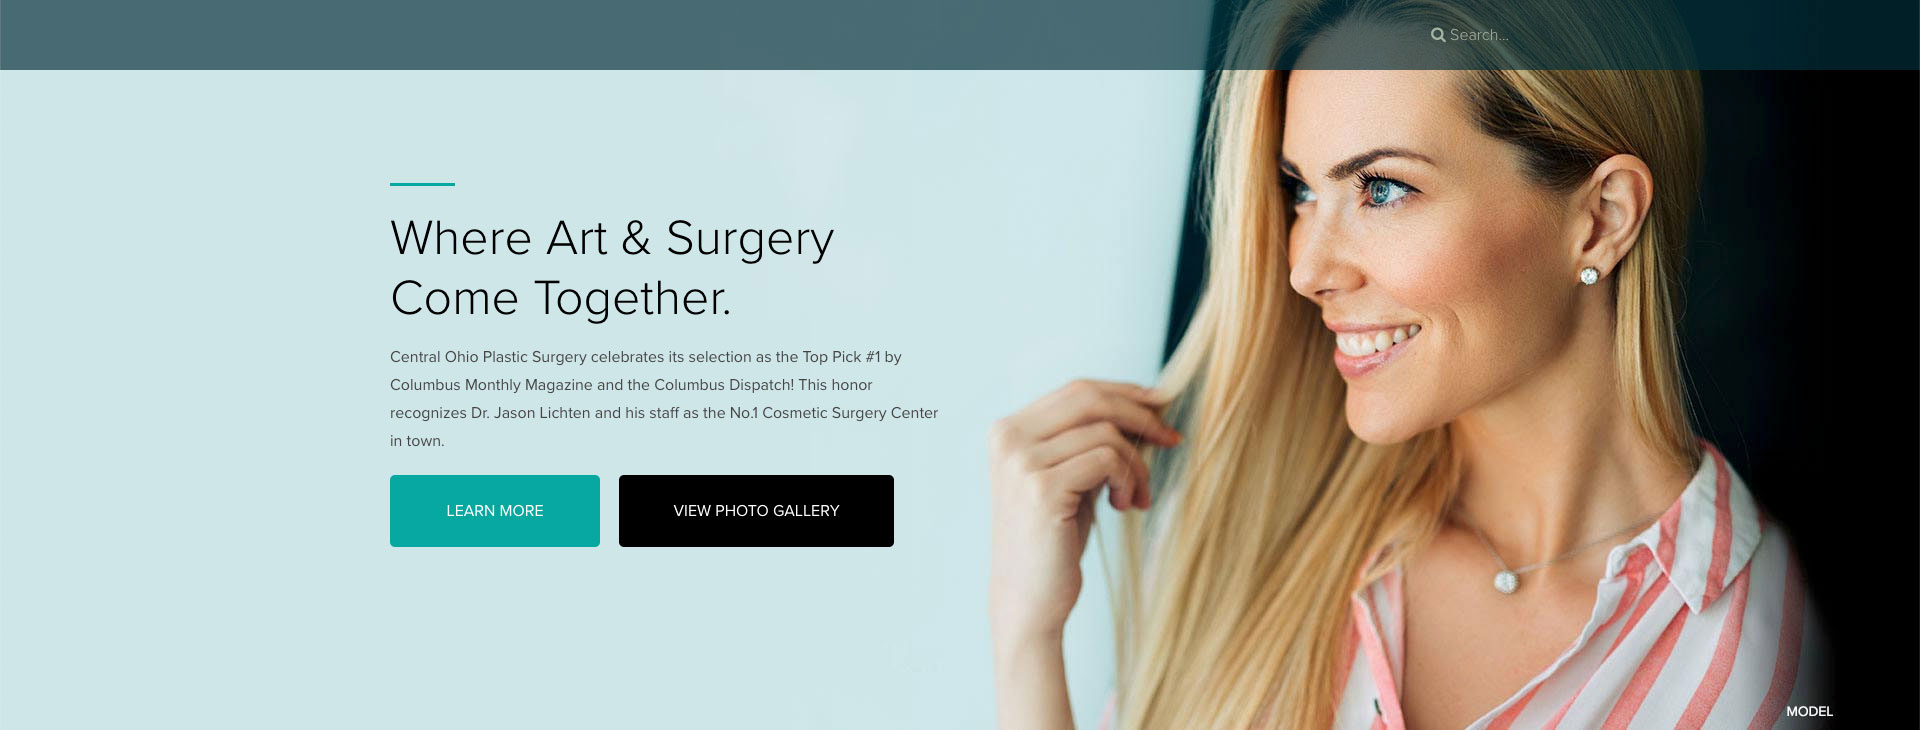 Search...
Where Art & Surgery
Come Together.
Central Ohio Plastic Surgery celebrates its selection as the Top Pick #1 by
Columbus Monthly Magazine and the Columbus Dispatch! This honor
recognizes Dr. Jason Lichten and his staff as the No.1 Cosmetic Surgery Center
in town.
LEARN MORE
VIEW PHOTO GALLERY
MODEL